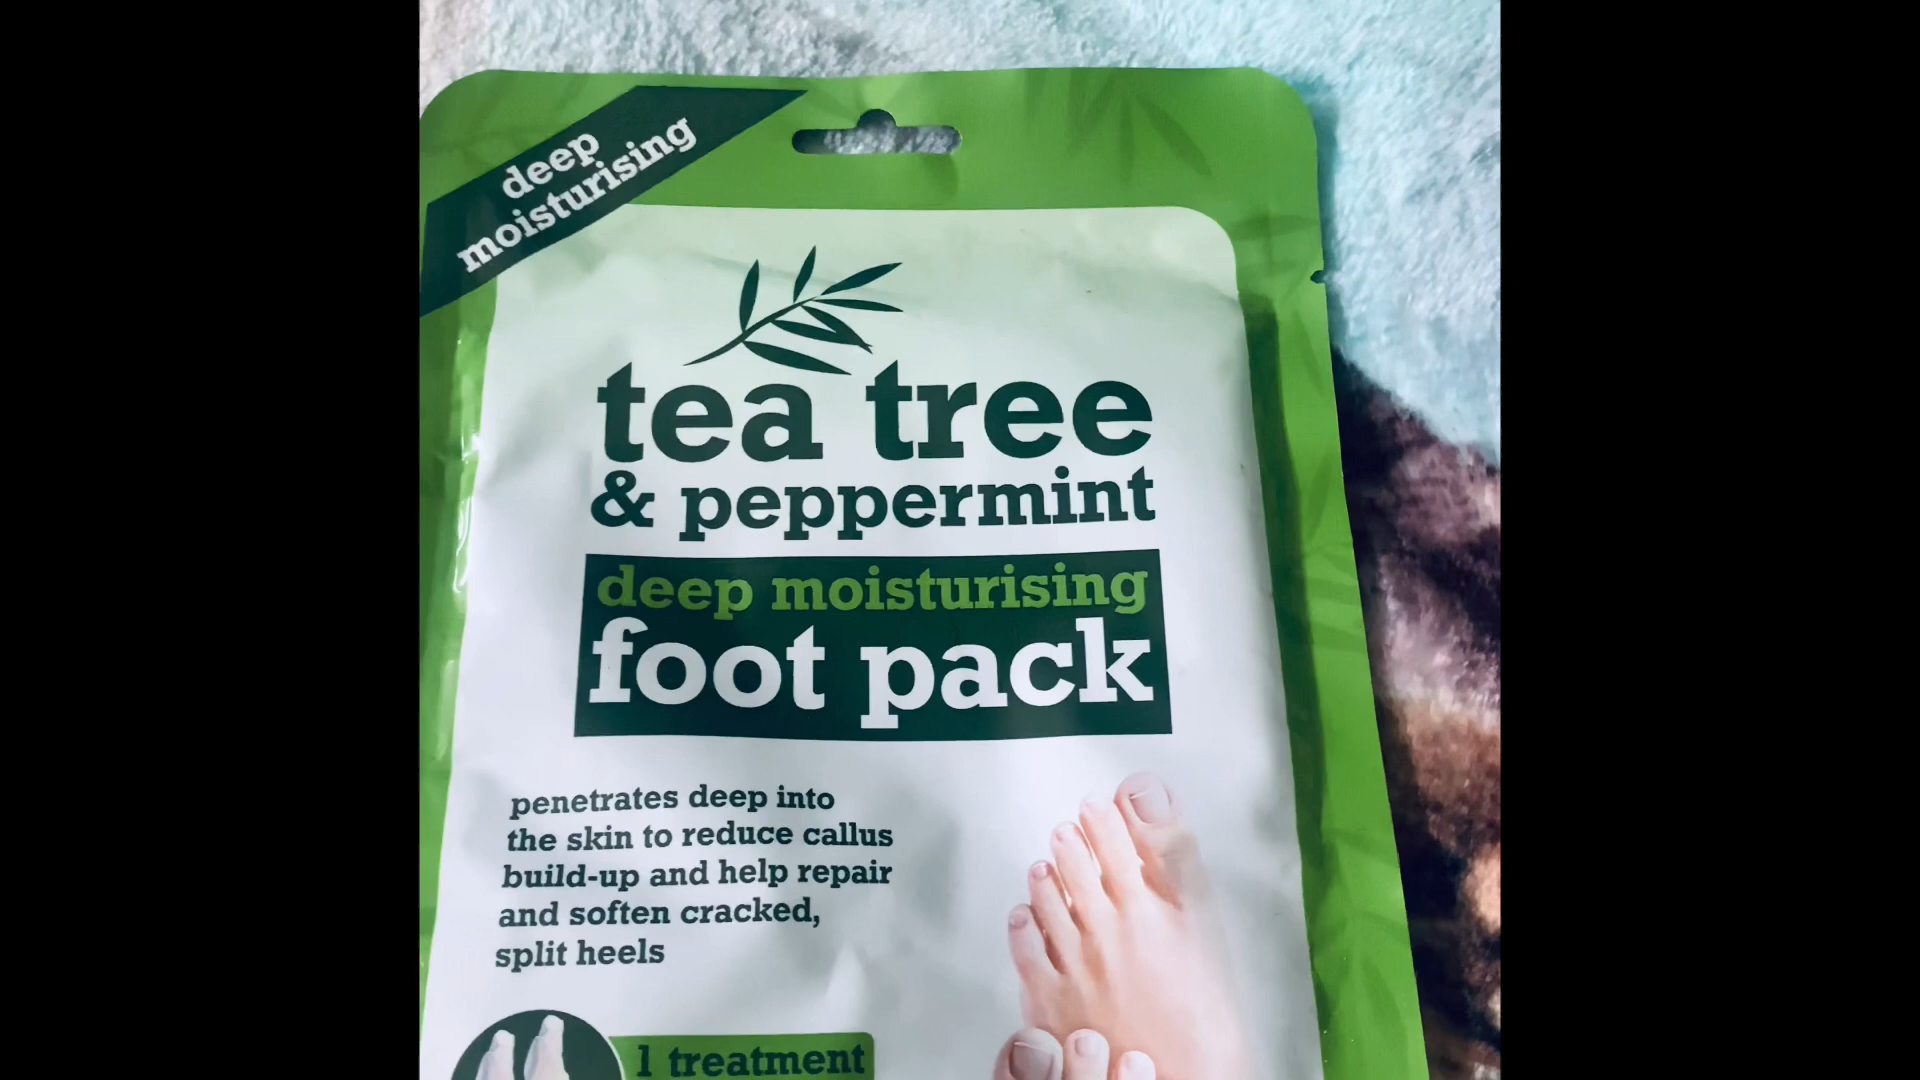 deep
moisturising
tea tree
& peppermint
deep moisturising
foot pack
penetrates deep into
the skin to reduce callus
build-up and help repair
and soften cracked,
split heels
1 treatment